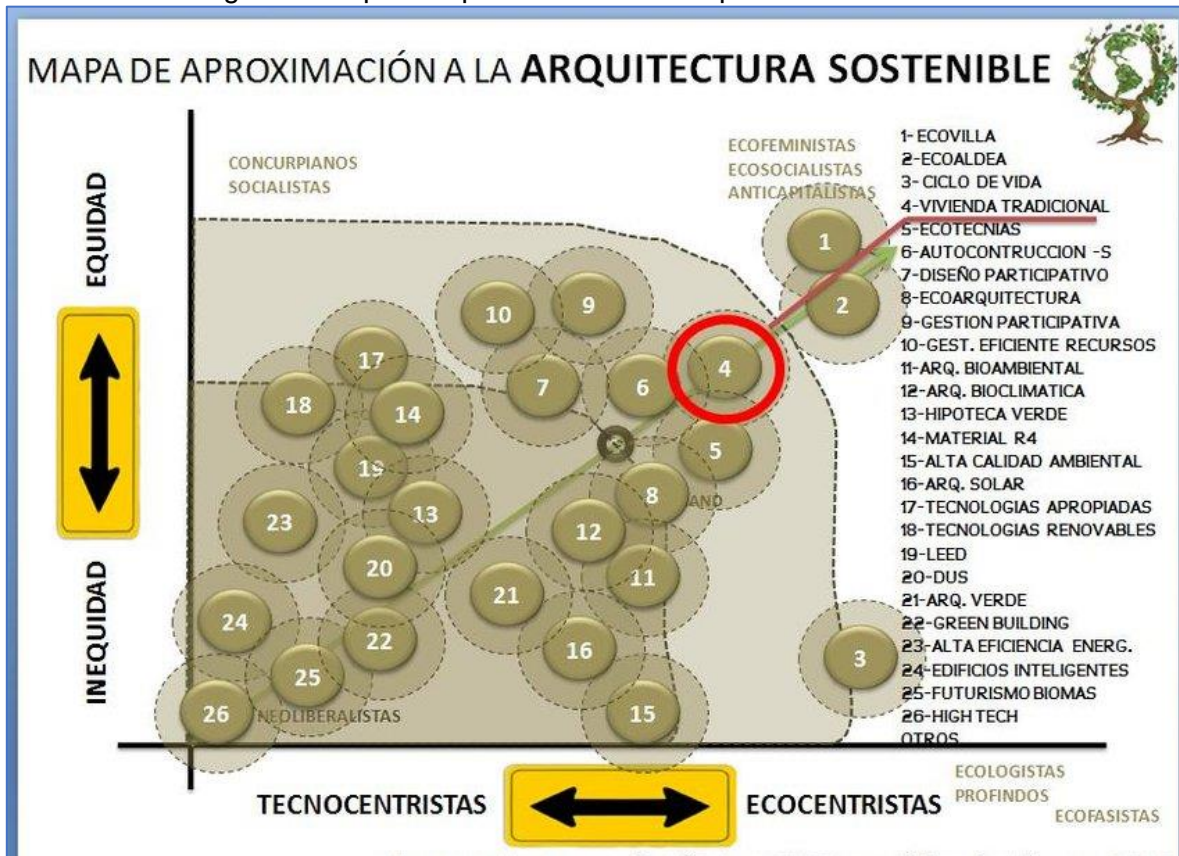 MAPA DE APROXIMACIÓN A LA ARQUITECTURA SOSTENIBLE
CONCURPIANOS
SOCIALISTAS
ECOFEMINISTAS
ECOSOCIALISTAS
ANTICAPITALISTAS
EQUIDAD
INEQUIDAD
1
2
10
9
17
4
7
6
18
14
5
19
8
AND
23
13
12
20
11
21
24
22
16
3
25
26
15
NEOLIBERALISTAS
1- ECOVILLA
2-ECOALDEA
3- CICLO DE VIDA
4-VIVIENDA TRADICIONAL
5-ECOTECNIAS
6-AUTOCONTRUCCION -S
7-DISEÑO PARTICIPATIVO
8-ECOARQUITECTURA
9-GESTION PARTICIPATIVA
10-GEST. EFICIENTE RECURSOS
11-ARQ. BIOAMBIENTAL
12-ARQ. BIOCLIMATICA
13-HIPOTECA VERDE
14-MATERIAL R4
15-ALTA CALIDAD AMBIENTAL
16-ARQ. SOLAR
17-TECNOLOGIAS APROPIADAS
18-TECNOLOGIAS RENOVABLES
19-LEED
20-DUS
21-ARQ. VERDE
22-GREEN BUILDING
23-ALTA EFICIENCIA ENERG.
24-EDIFICIOS INTELIGENTES
25-FUTURISMO BIOMAS
26-HIGH TECH
OTROS
TECNOCENTRISTAS
ECOCENTRISTAS
ECOLOGISTAS
PROFINDOS
ECOFASISTAS